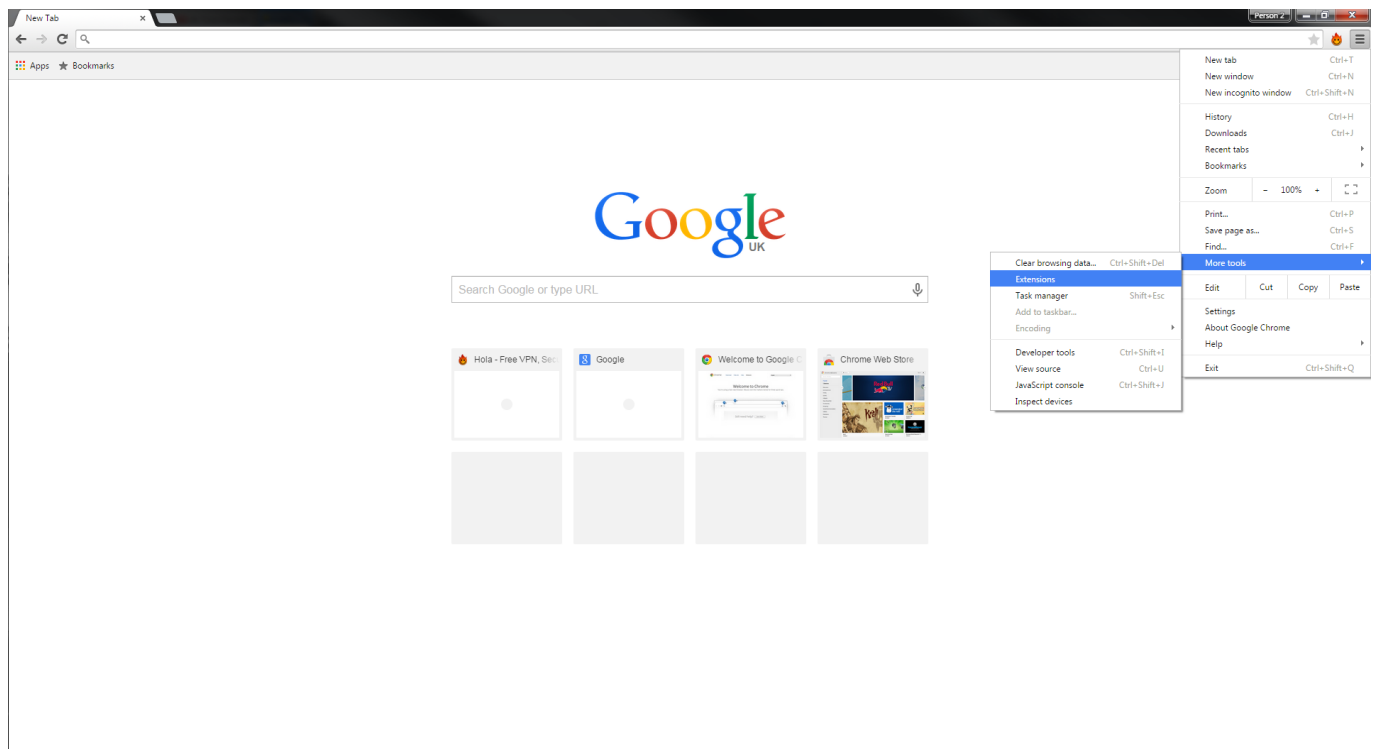 New Tab
Person 2
Apps Bookmarks
New tab Ctrl+T
New window Ctrl+N
New incognito window Ctrl+Shift+N
History Ctrl+H
Downloads Ctrl+J
Recent tabs
Bookmarks
Zoom - 100% +
Print... Ctrl+P
Save page as... Ctrl+S
Find... Ctrl+F
More tools
Edit Cut Copy Paste
Settings
About Google Chrome
Help
Exit Ctrl+Shift+Q
Clear browsing data... Ctrl+Shift+Del
Extensions
Task manager Shift+Esc
Add to taskbar...
Encoding
Developer tools Ctrl+Shift+I
View source Ctrl+U
JavaScript console Ctrl+Shift+J
Inspect devices
Google
UK
Search Google or type URL
Hola - Free VPN, Sec
Google
Welcome to Google C
Chrome Web Store
Welcome to Chrome
RedBull